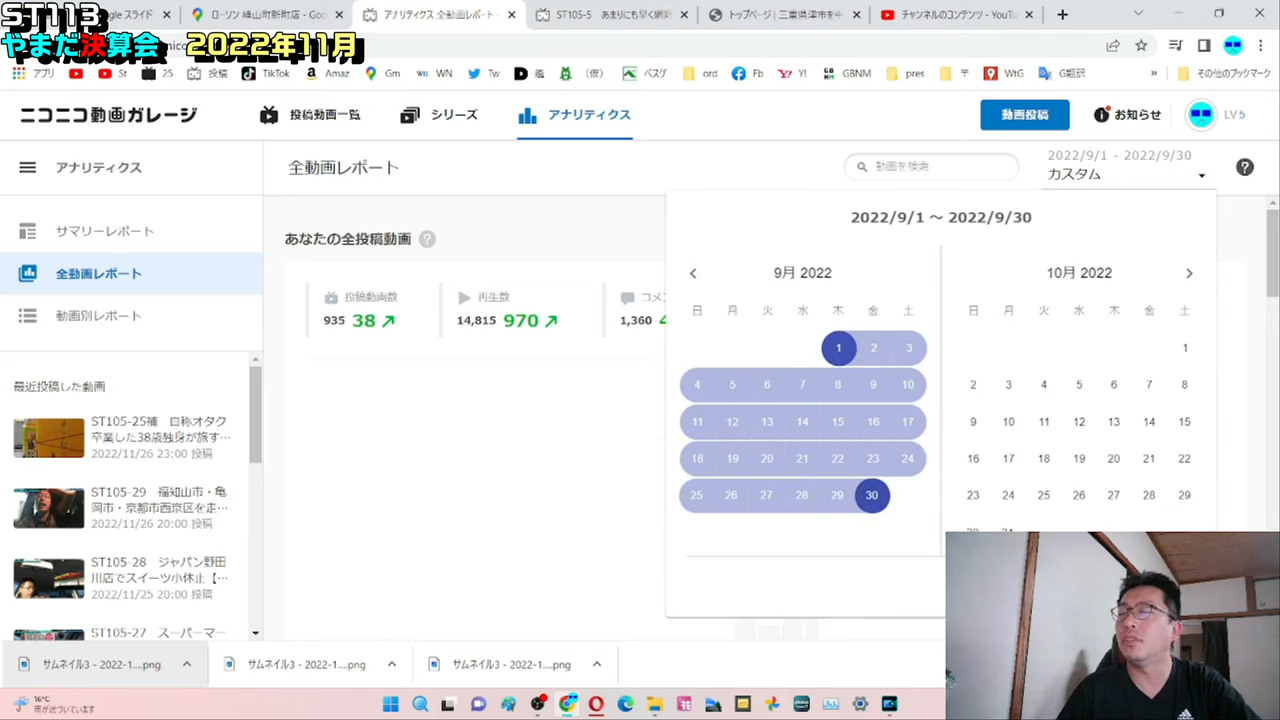 ST113
やまだ決算会　2022年11月
gle スライド
ローソン 峰山町新町店 - Goo
アナリティクス 全動画レポート -
ST105-5　あまりにも早く網野
トップページ | 三重県津市を中
チャンネルのコンテンツ - YouTu
アプリ
St
25
投稿
TikTok
Amaz
Gm
WN
Tw
艦
（仮）
ベスグ
ord
Fb
Y!
GBNM
pres
〒
WtG
G翻訳
»
その他のブックマーク
ニコニコ動画ガレージ
投稿動画一覧
シリーズ
アナリティクス
動画投稿
お知らせ
LV5
アナリティクス
全動画レポート
動画を検索
2022/9/1 - 2022/9/30
カスタム
サマリーレポート
全動画レポート
動画別レポート
あなたの全投稿動画
投稿動画数
935 38
再生数
14,815 970
コメン
1,360
2022/9/1 ～ 2022/9/30
9月 2022
日 月 火 水 木 金 土
1 2 3
4 5 6 7 8 9 10
11 12 13 14 15 16 17
18 19 20 21 22 23 24
25 26 27 28 29 30
10月 2022
日 月 火 水 木 金 土
1
2 3 4 5 6 7 8
9 10 11 12 13 14 15
16 17 18 19 20 21 22
23 24 25 26 27 28 29
最近投稿した動画
ST105-25補　自称オタク
卒業した38歳独身が旅す…
2022/11/26 23:00 投稿
ST105-29　福知山市・亀
岡市・京都市西京区を走…
2022/11/26 20:00 投稿
ST105-28　ジャパン野田
川店でスイーツ小休止【…
2022/11/25 20:00 投稿
ST105-27　スーパーマー
サムネイル3 - 2022-1....png
サムネイル3 - 2022-1....png
サムネイル3 - 2022-1....png
16°C
雨が近づいています